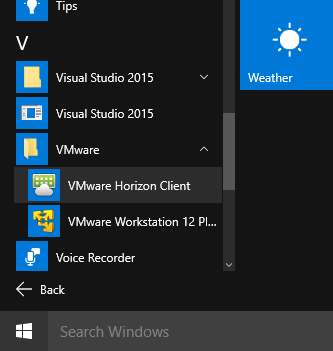 Tips
V
Visual Studio 2015
Visual Studio 2015
VMware
VMware Horizon Client
VMware Workstation 12 Pl...
Voice Recorder
Back
Search Windows
Weather